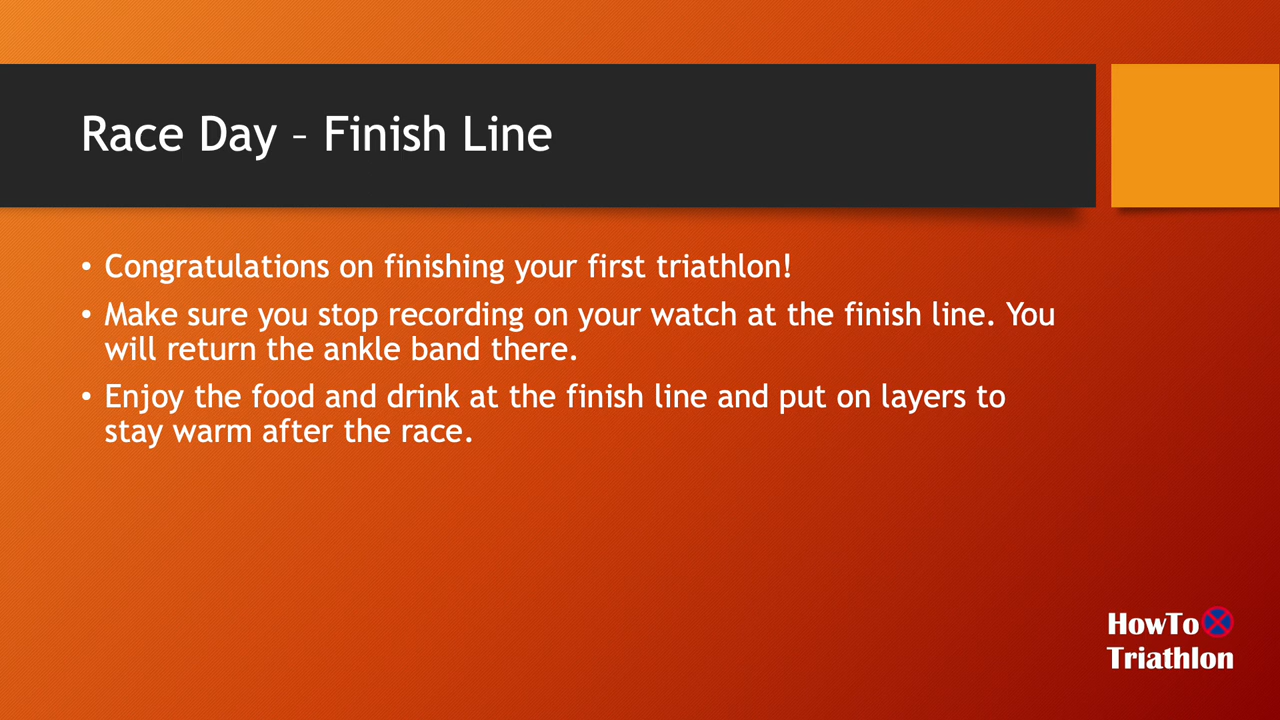 Race Day – Finish Line
• Congratulations on finishing your first triathlon!
• Make sure you stop recording on your watch at the finish line. You
will return the ankle band there.
• Enjoy the food and drink at the finish line and put on layers to
stay warm after the race.
HowTo
Triathlon